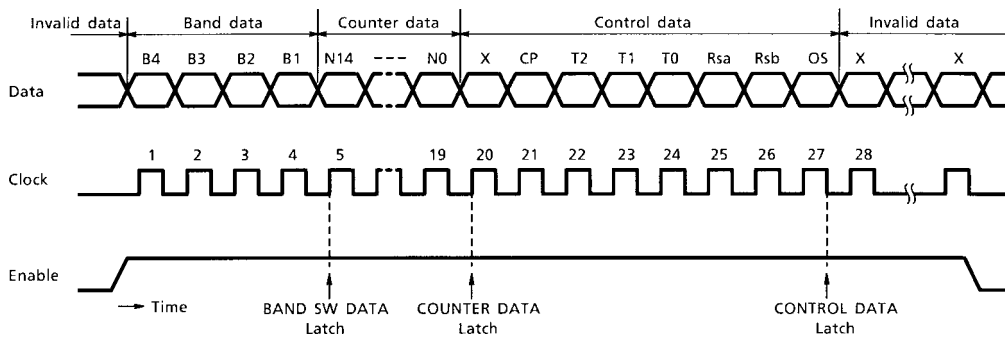 Invalid data Band data Counter data Control data Invalid data
B4 B3 B2 B1 N14 ---- N0 X CP T2 T1 T0 Rsa Rsb OS X X
Data
1 2 3 4 5 19 20 21 22 23 24 25 26 27 28
Clock
Enable
Time
BAND SW DATA COUNTER DATA CONTROL DATA
Latch Latch Latch